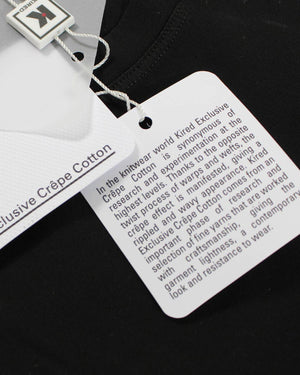 K
KIRED
clusive Crêpe Cotton
In the knitwear world Kired Exclusive
Crêpe Cotton is synonymous of
research and experimentation at the
highest levels. Thanks to the opposite
twist process of warps and wefts, the
crêpe effect is manifested, giving a
rippled and wavy appearance. Kired
Exclusive Crêpe Cotton comes from an
important phase of research and
selection of fine yarns that are worked
with craftsmanship, giving the
garment lightness, a contemporary
look and resistance to wear.